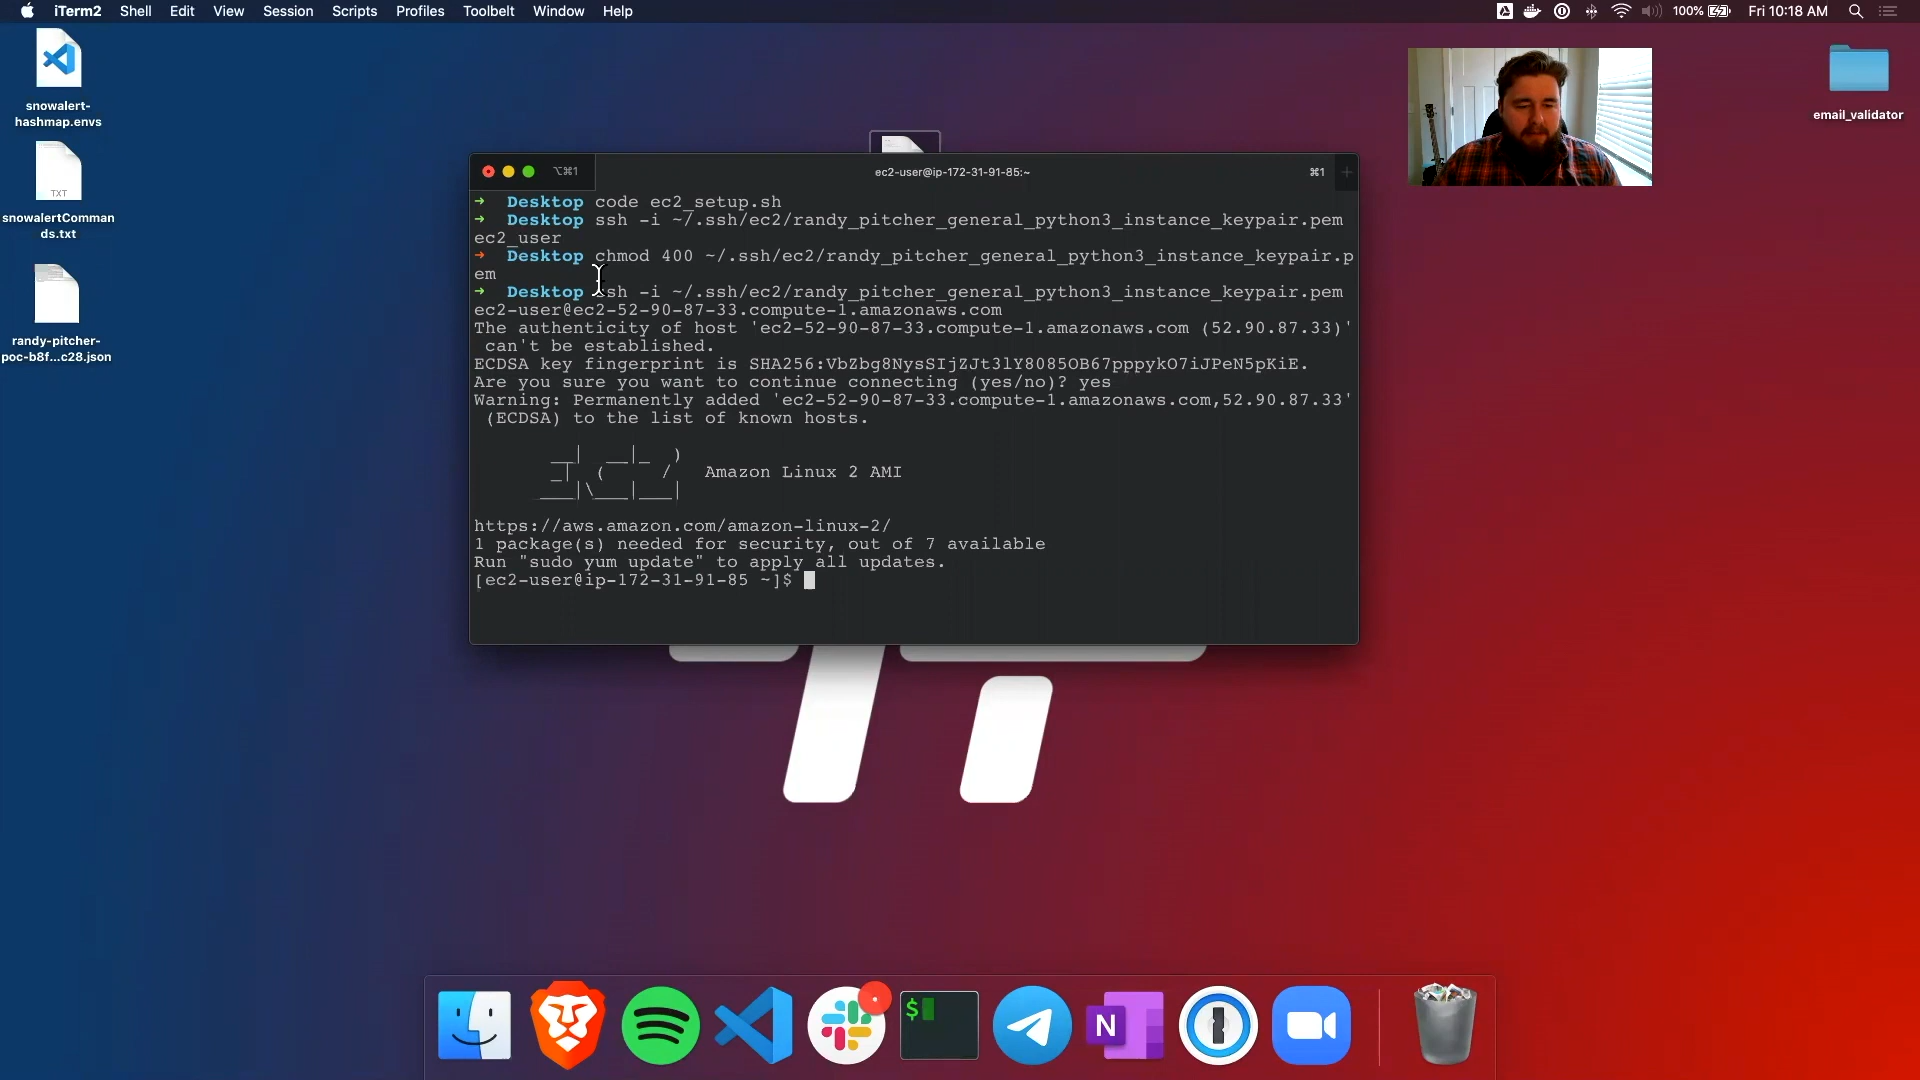 iTerm2 Shell Edit View Session Scripts Profiles Toolbelt Window Help
100% Fri 10:18 AM
snowalert-
hashmap.envs
TXT
snowalertComman
ds.txt
randy-pitcher-
poc-b8f...c28.json
email_validator
⌥⌘1 ec2-user@ip-172-31-91-85:~ ⌘1
➜ Desktop code ec2_setup.sh
➜ Desktop ssh -i ~/.ssh/ec2/randy_pitcher_general_python3_instance_keypair.pem
ec2_user
➜ Desktop chmod 400 ~/.ssh/ec2/randy_pitcher_general_python3_instance_keypair.p
em
➜ Desktop ssh -i ~/.ssh/ec2/randy_pitcher_general_python3_instance_keypair.pem
ec2-user@ec2-52-90-87-33.compute-1.amazonaws.com
The authenticity of host 'ec2-52-90-87-33.compute-1.amazonaws.com (52.90.87.33)'
can't be established.
ECDSA key fingerprint is SHA256:VbZbg8NysSIjZJt3lY8085OB67pppykO7iJPeN5pKiE.
Are you sure you want to continue connecting (yes/no)? yes
Warning: Permanently added 'ec2-52-90-87-33.compute-1.amazonaws.com,52.90.87.33'
(ECDSA) to the list of known hosts.
__|  __|_  )
_|  (     /   Amazon Linux 2 AMI
___|\___|___|
https://aws.amazon.com/amazon-linux-2/
1 package(s) needed for security, out of 7 available
Run "sudo yum update" to apply all updates.
[ec2-user@ip-172-31-91-85 ~]$
$
N